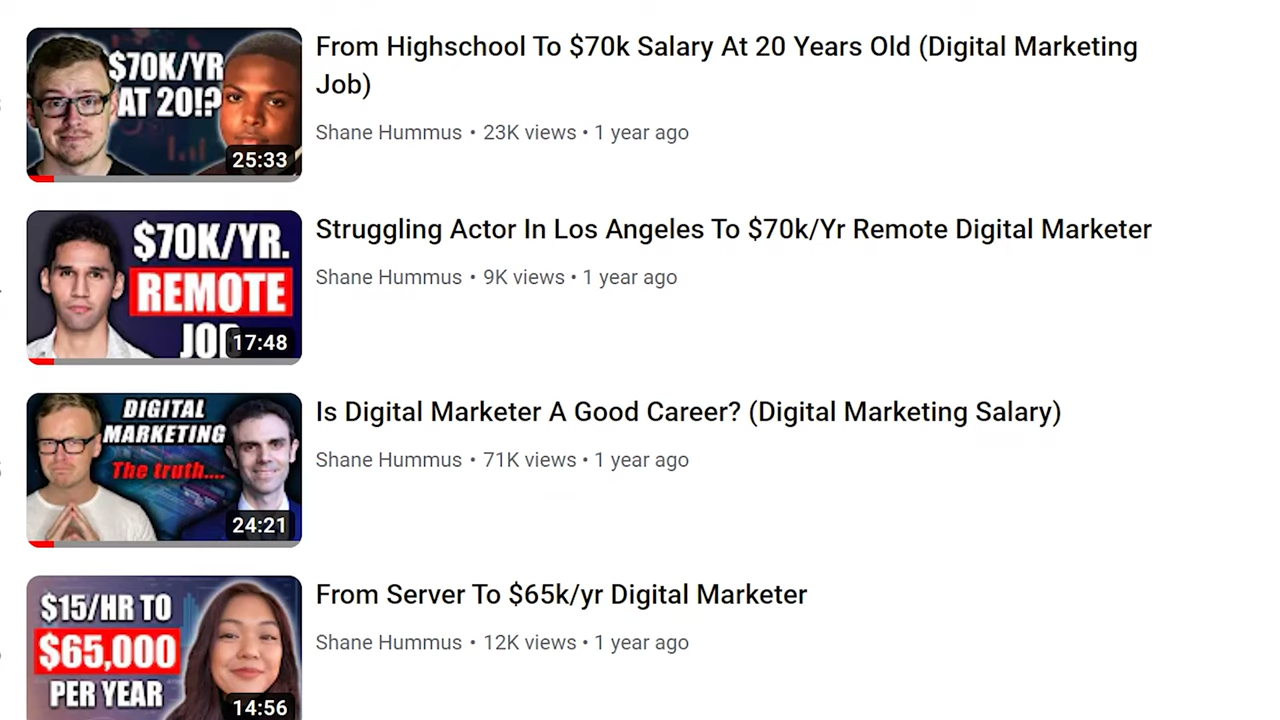 $70K/YR
AT 20!?
25:33
From Highschool To $70k Salary At 20 Years Old (Digital Marketing
Job)
Shane Hummus • 23K views • 1 year ago
$70K/YR.
REMOTE
17:48
Struggling Actor In Los Angeles To $70k/Yr Remote Digital Marketer
Shane Hummus • 9K views • 1 year ago
DIGITAL
MARKETING
The truth....
24:21
Is Digital Marketer A Good Career? (Digital Marketing Salary)
Shane Hummus • 71K views • 1 year ago
$15/HR TO
$65,000
PER YEAR
14:56
From Server To $65k/yr Digital Marketer
Shane Hummus • 12K views • 1 year ago